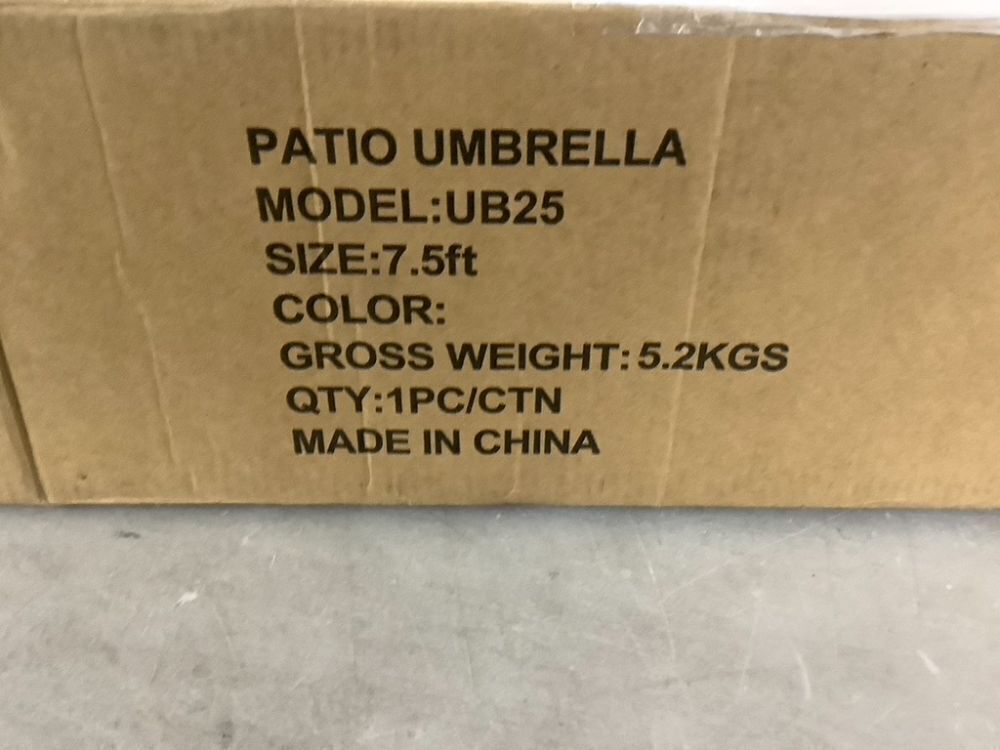 PATIO UMBRELLA
MODEL:UB25
SIZE:7.5ft
COLOR:
GROSS WEIGHT: 5.2KGS
QTY:1PC/CTN
MADE IN CHINA